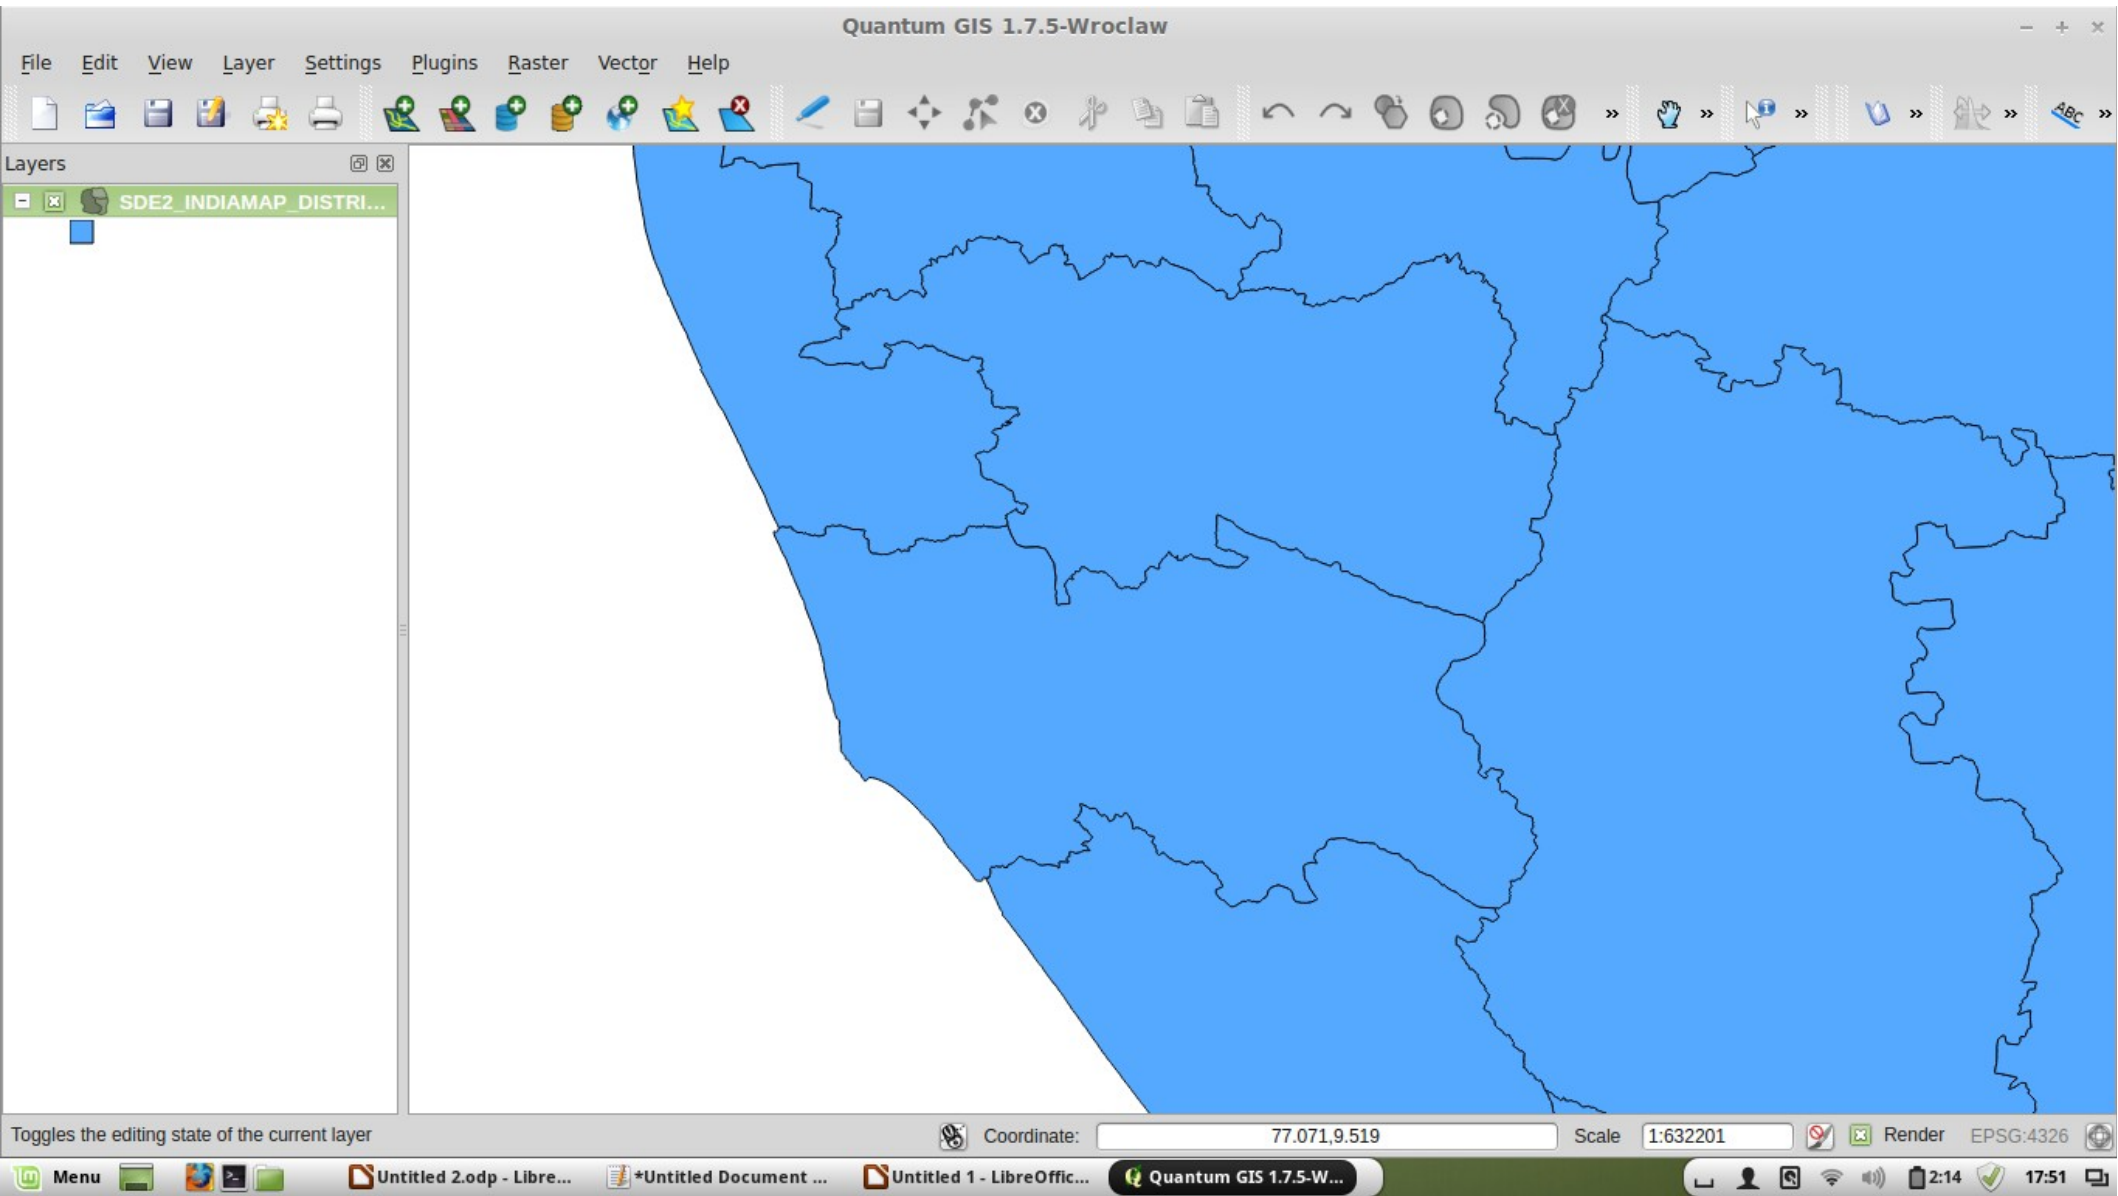 Quantum GIS 1.7.5-Wroclaw
File Edit View Layer Settings Plugins Raster Vector Help
ABC
Layers
SDE2_INDIAMAP_DISTRI...
Toggles the editing state of the current layer
Coordinate: 77.071,9.519 Scale 1:632201 Render EPSG:4326
Menu Untitled 2.odp - Libre... *Untitled Document ... Untitled 1 - LibreOffic... Quantum GIS 1.7.5-W... 2:14 17:51